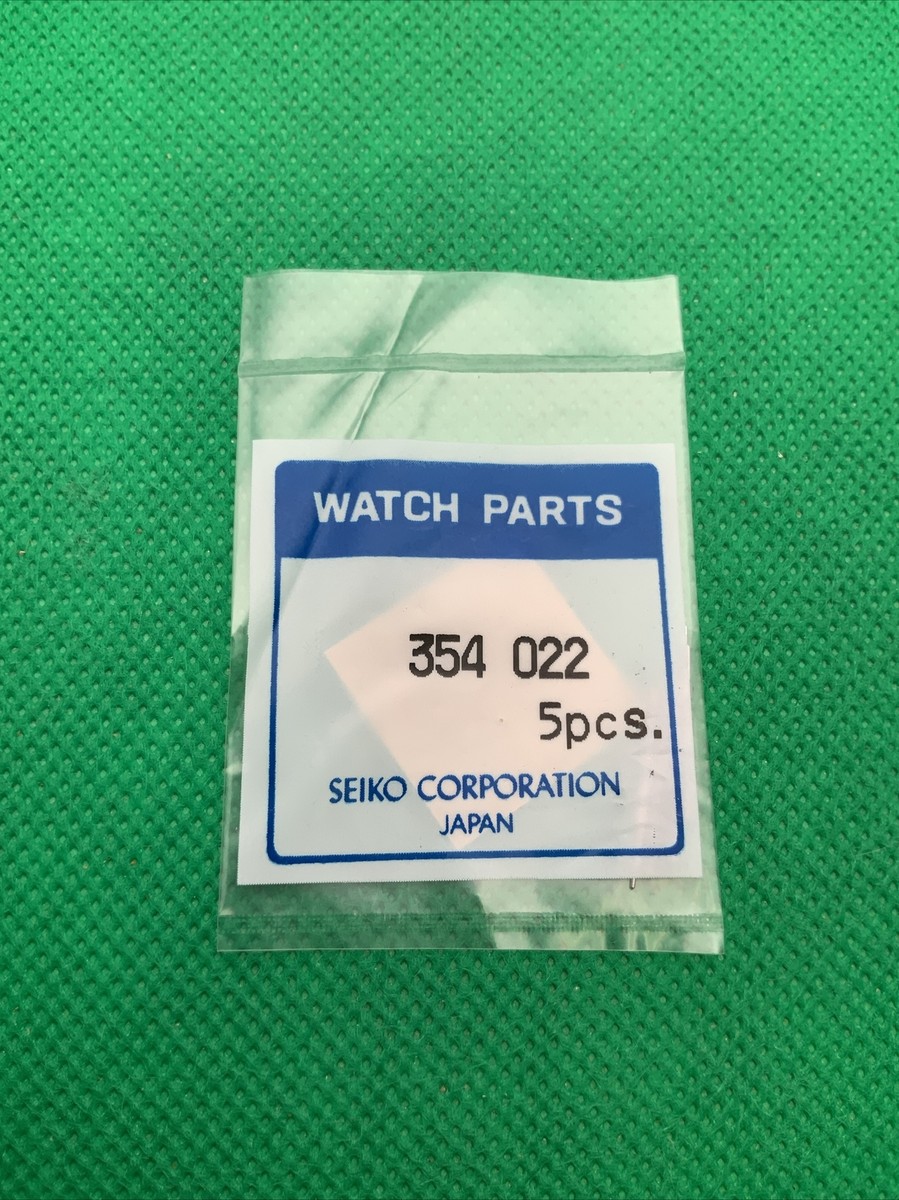 WATCH PARTS
354 022
5pcs.
SEIKO CORPORATION
JAPAN